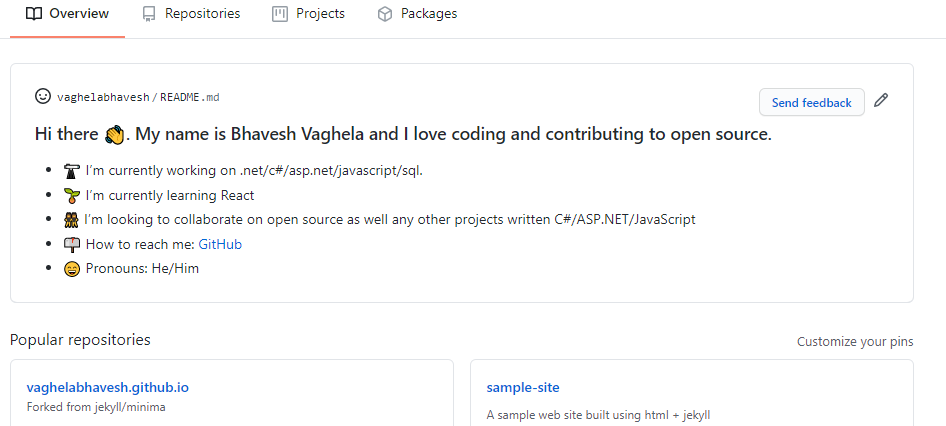 Overview Repositories Projects Packages
vaghelabhavesh/README.md
Send feedback
Hi there 👋. My name is Bhavesh Vaghela and I love coding and contributing to open source.
I'm currently working on .net/c#/asp.net/javascript/sql.
I'm currently learning React
I'm looking to collaborate on open source as well any other projects written C#/ASP.NET/JavaScript
How to reach me: GitHub
Pronouns: He/Him
Popular repositories
Customize your pins
vaghelabhavesh.github.io
Forked from jekyll/minima
sample-site
A sample web site built using html + jekyll